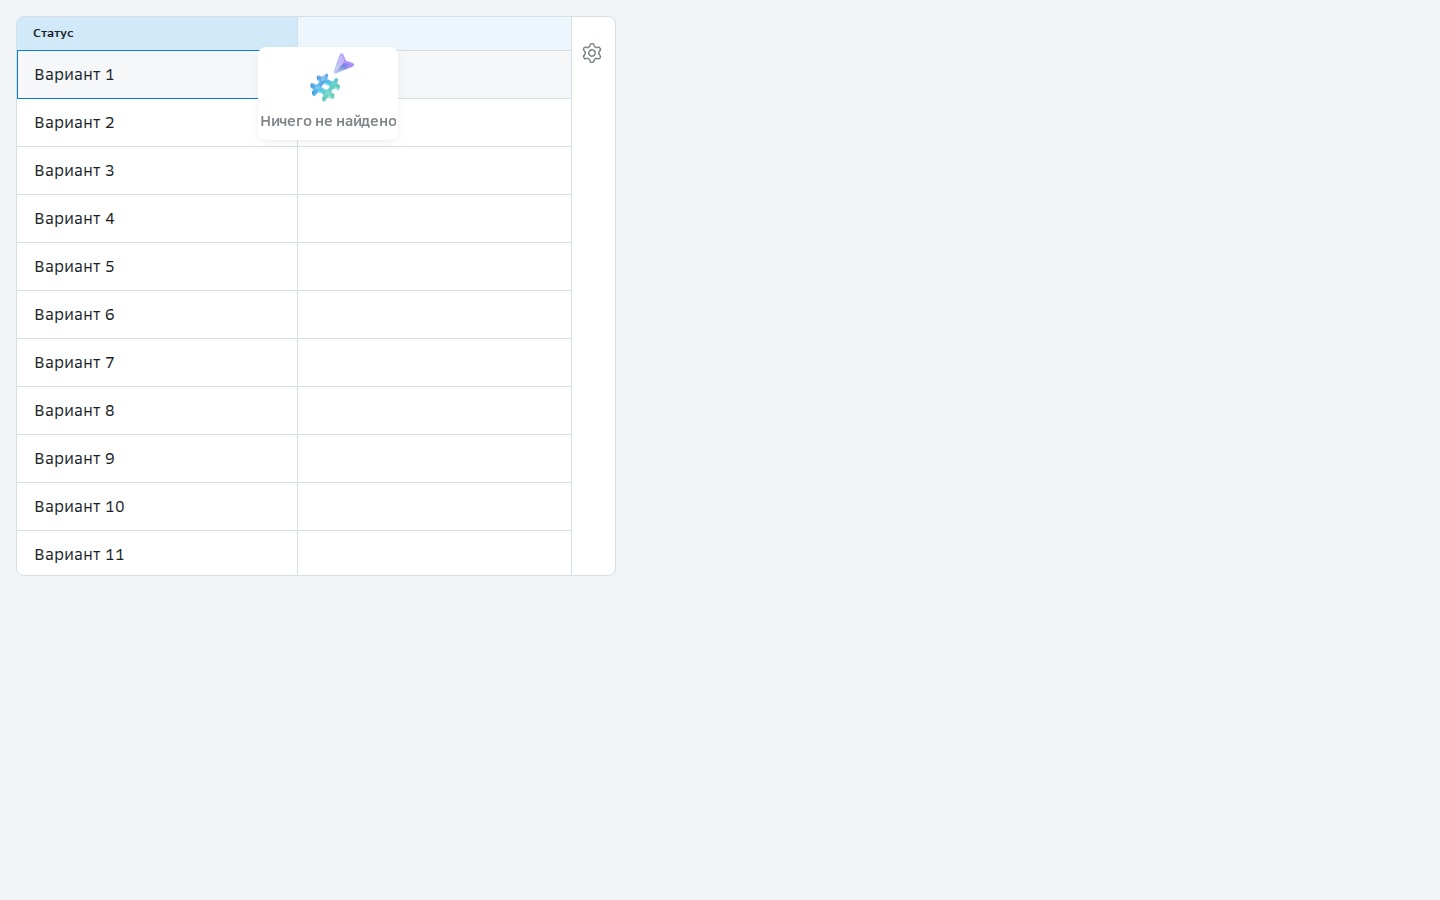 Статус
Вариант 1
Ничего не найдено
Вариант 2
Вариант 3
Вариант 4
Вариант 5
Вариант 6
Вариант 7
Вариант 8
Вариант 9
Вариант 10
Вариант 11